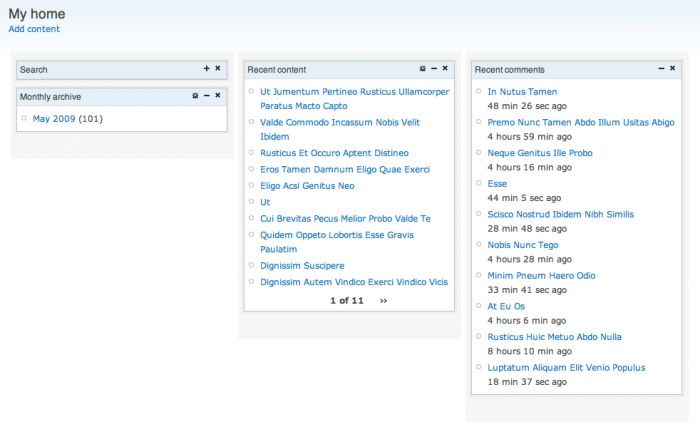 My home
Add content
Search
Monthly archive
May 2009 (101)
Recent content
Ut Jumentum Pertineo Rusticus Ullamcorper
Paratus Macto Capto
Valde Commodo Incassum Nobis Velit
Ibidem
Rusticus Et Occuro Aptent Distineo
Eros Tamen Damnum Eligo Quae Exerci
Eligo Acsi Genitus Neo
Ut
Cui Brevitas Pecus Melior Probo Valde Te
Quidem Oppeto Lobortis Esse Gravis
Paulatim
Dignissim Suscipere
Dignissim Autem Vindico Exerci Vindico Vicis
1 of 11 ››
Recent comments
In Nutus Tamen
48 min 26 sec ago
Premo Nunc Tamen Abdo Illum Usitas Abigo
4 hours 59 min ago
Neque Genitus Ille Probo
4 hours 16 min ago
Esse
44 min 5 sec ago
Scisco Nostrud Ibidem Nibh Similis
28 min 48 sec ago
Nobis Nunc Tego
4 hours 28 min ago
Minim Pneum Haero Odio
33 min 41 sec ago
At Eu Os
4 hours 6 min ago
Rusticus Huic Metuo Abdo Nulla
8 hours 10 min ago
Luptatum Aliquam Elit Venio Populus
18 min 37 sec ago